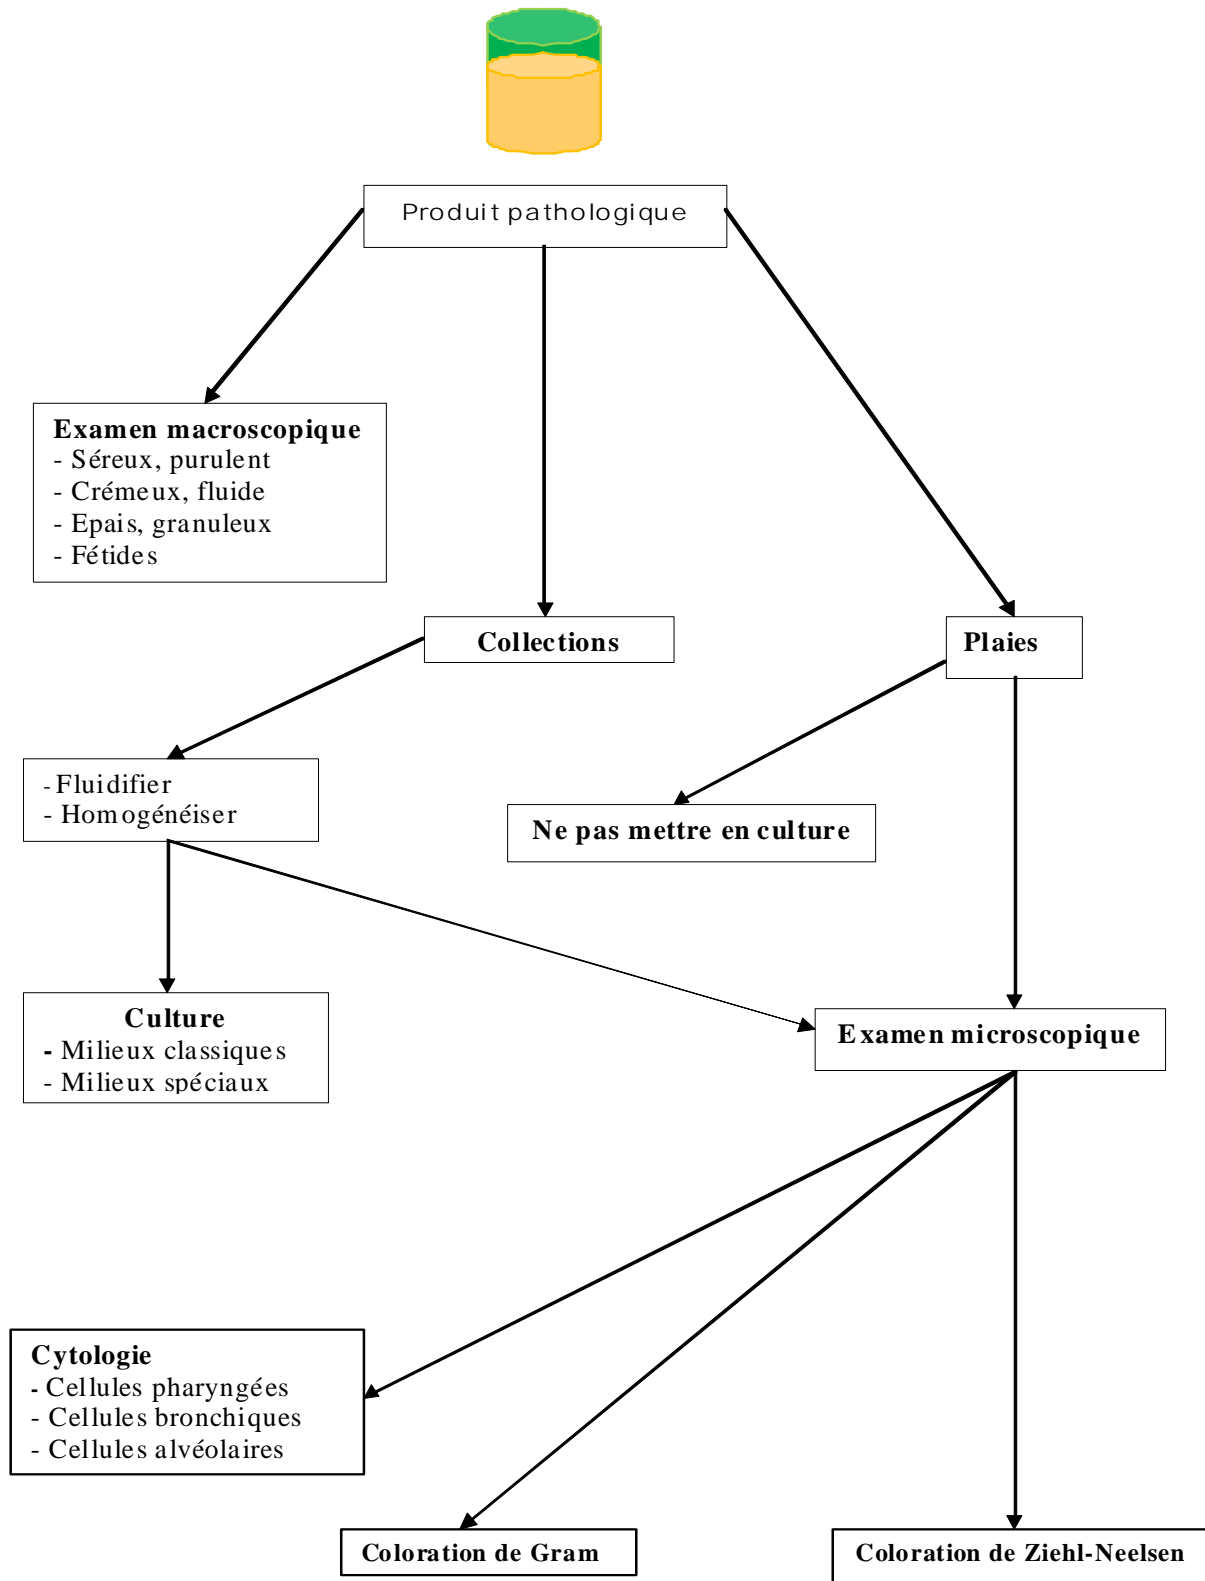 Produit pathologique
Examen macroscopique
- Séreux, purulent
- Crémeux, fluide
- Epais, granuleux
- Fétides
Collections
Plaies
- Fluidifier
- Homogénéiser
Ne pas mettre en culture
Culture
- Milieux classiques
- Milieux spéciaux
Examen microscopique
Cytologie
- Cellules pharyngées
- Cellules bronchiques
- Cellules alvéolaires
Coloration de Gram
Coloration de Ziehl-Neelsen